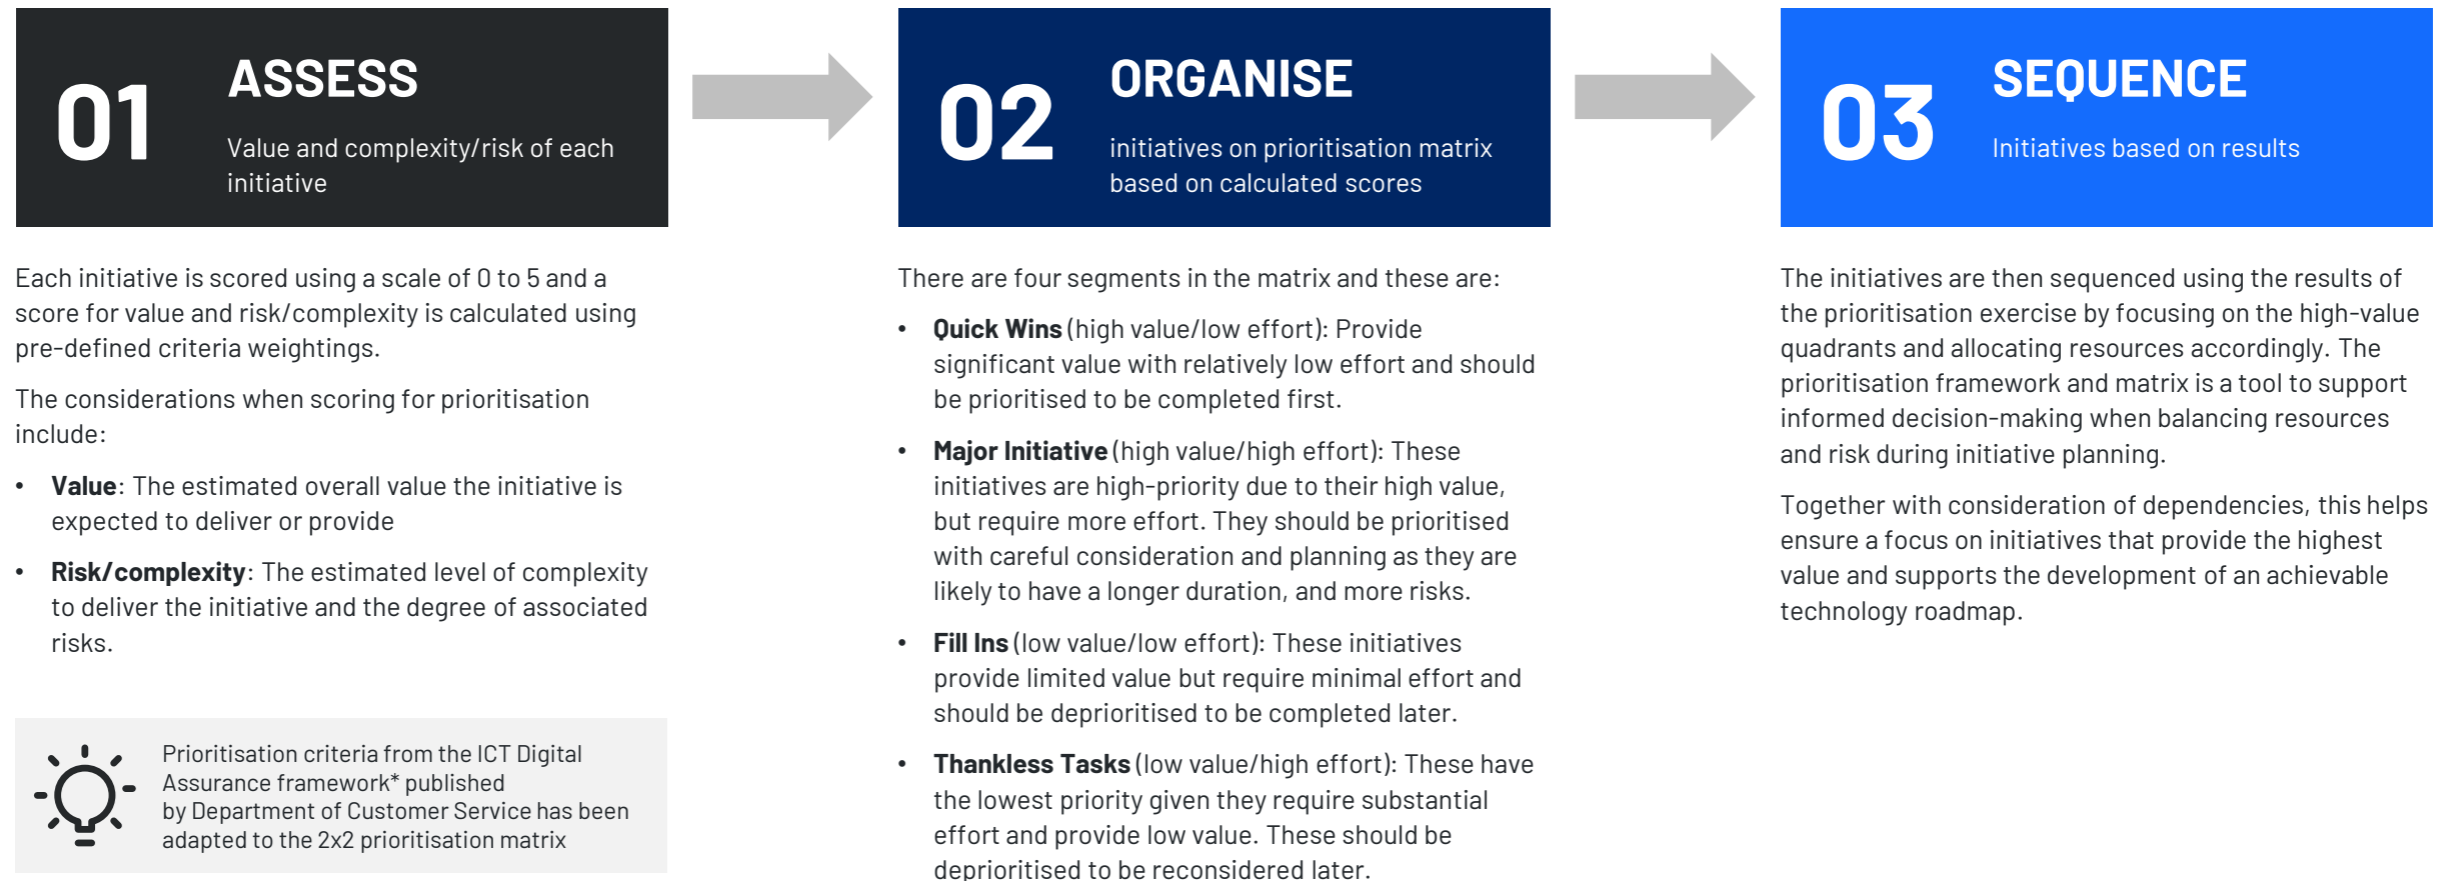 01
ASSESS
Value and complexity/risk of each
initiative
Each initiative is scored using a scale of 0 to 5 and a
score for value and risk/complexity is calculated using
pre-defined criteria weightings.
The considerations when scoring for prioritisation
include:
• Value: The estimated overall value the initiative is
expected to deliver or provide
• Risk/complexity: The estimated level of complexity
to deliver the initiative and the degree of associated
risks.
Prioritisation criteria from the ICT Digital
Assurance framework* published
by Department of Customer Service has been
adapted to the 2x2 prioritisation matrix
02
ORGANISE
initiatives on prioritisation matrix
based on calculated scores
There are four segments in the matrix and these are:
• Quick Wins (high value/low effort): Provide
significant value with relatively low effort and should
be prioritised to be completed first.
• Major Initiative (high value/high effort): These
initiatives are high-priority due to their high value,
but require more effort. They should be prioritised
with careful consideration and planning as they are
likely to have a longer duration, and more risks.
• Fill Ins (low value/low effort): These initiatives
provide limited value but require minimal effort and
should be deprioritised to be completed later.
• Thankless Tasks (low value/high effort): These have
the lowest priority given they require substantial
effort and provide low value. These should be
deprioritised to be reconsidered later.
03
SEQUENCE
Initiatives based on results
The initiatives are then sequenced using the results of
the prioritisation exercise by focusing on the high-value
quadrants and allocating resources accordingly. The
prioritisation framework and matrix is a tool to support
informed decision-making when balancing resources
and risk during initiative planning.
Together with consideration of dependencies, this helps
ensure a focus on initiatives that provide the highest
value and supports the development of an achievable
technology roadmap.